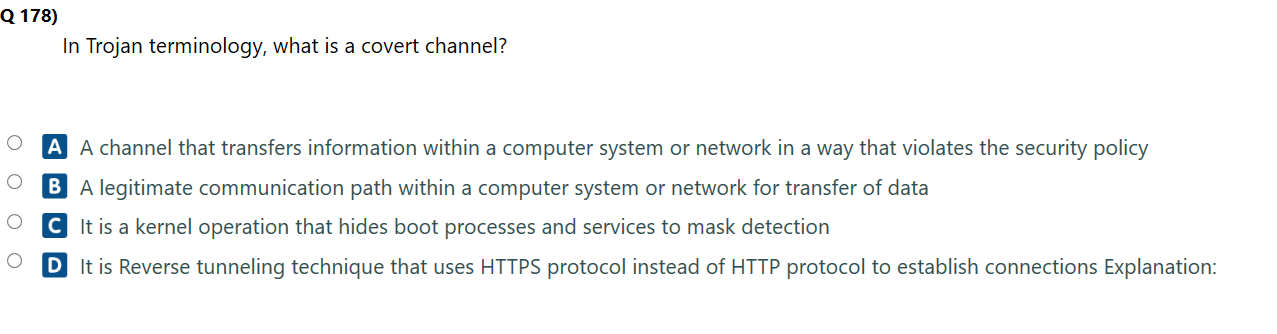 Q 178)
In Trojan terminology, what is a covert channel?
A A channel that transfers information within a computer system or network in a way that violates the security policy
B A legitimate communication path within a computer system or network for transfer of data
C It is a kernel operation that hides boot processes and services to mask detection
D It is Reverse tunneling technique that uses HTTPS protocol instead of HTTP protocol to establish connections Explanation: